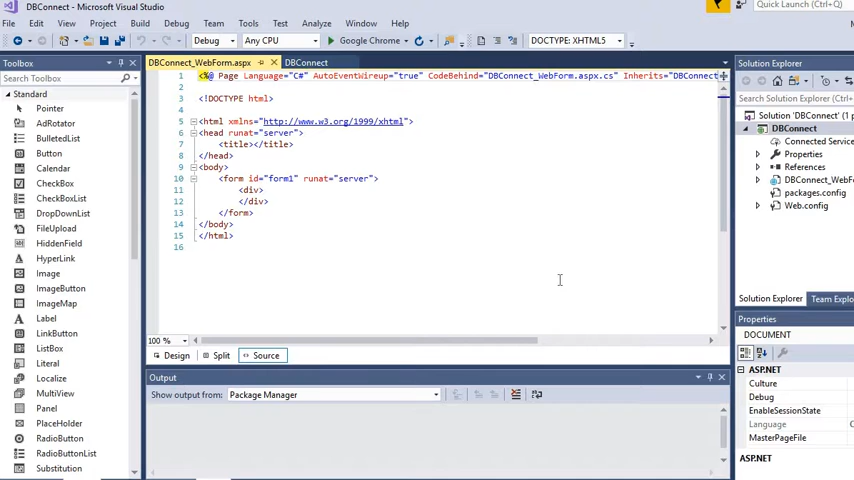 DBConnect - Microsoft Visual Studio
Quick Launch (
File Edit View Project Build Debug Team Tools Test Analyze Window Help
Debug Any CPU Google Chrome DOCTYPE: XHTML5
Toolbox
Search Toolbox
Standard
Pointer
AdRotator
BulletedList
Button
Calendar
CheckBox
CheckBoxList
DropDownList
FileUpload
HiddenField
HyperLink
Image
ImageButton
ImageMap
Label
LinkButton
ListBox
Literal
Localize
MultiView
Panel
PlaceHolder
RadioButton
RadioButtonList
Substitution
DBConnect_WebForm.aspx DBConnect
1 <%@ Page Language="C#" AutoEventWireup="true" CodeBehind="DBConnect_WebForm.aspx.cs" Inherits="DBConnect
2
3 <!DOCTYPE html>
4
5 <html xmlns="http://www.w3.org/1999/xhtml">
6 <head runat="server">
7 <title></title>
8 </head>
9 <body>
10 <form id="form1" runat="server">
11 <div>
12 </div>
13 </form>
14 </body>
15 </html>
16
100 %
Design Split Source
Output
Show output from: Package Manager
Solution Explorer
Search Solution Explorer
Solution 'DBConnect' (1 p
DBConnect
Connected Service
Properties
References
DBConnect_WebFo
packages.config
Web.config
Solution Explorer Team Explo
Properties
DOCUMENT
ASP.NET
Culture
Debug
EnableSessionState
Language
MasterPageFile
ASP.NET